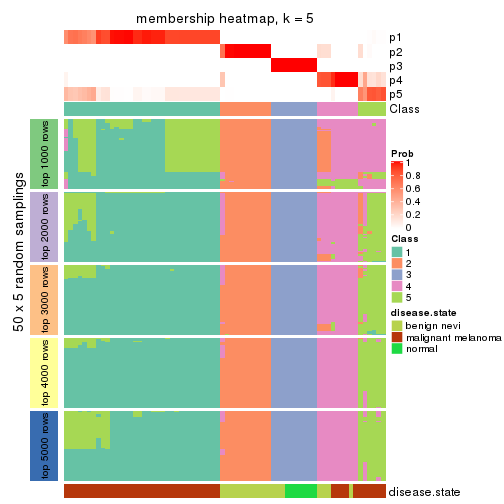 membership heatmap, k = 5
p1
p2
p3
p4
p5
Class
50 x 5 random samplings
top 1000 rows
top 2000 rows
top 3000 rows
top 4000 rows
top 5000 rows
Prob
1
0.8
0.6
0.4
0.2
0
Class
1
2
3
4
5
disease.state
benign nevi
malignant melanoma
normal
disease.state